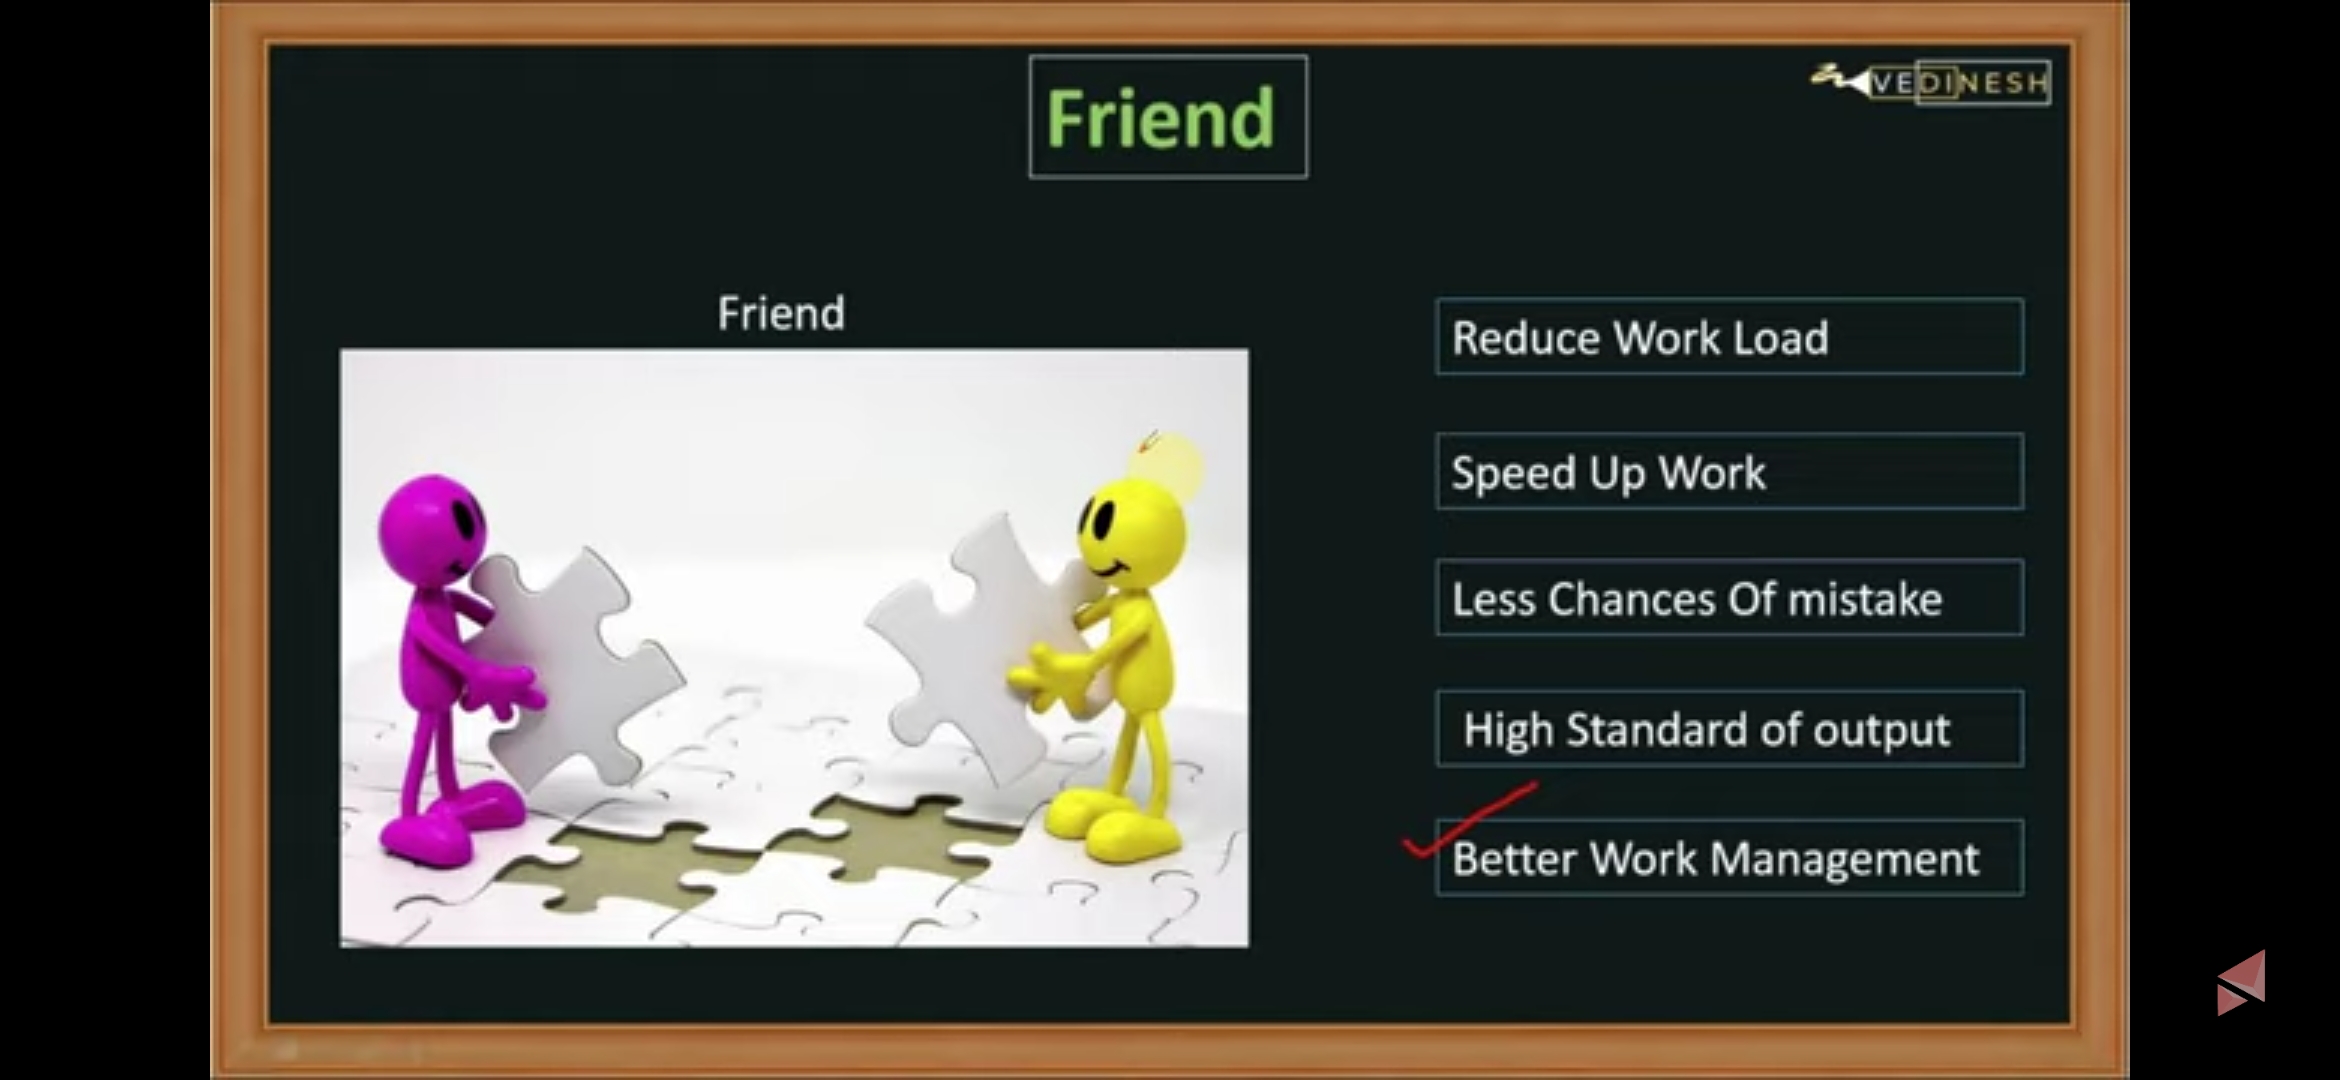 Friend
VEDINESH
Friend
Reduce Work Load
Speed Up Work
Less Chances Of mistake
High Standard of output
Better Work Management